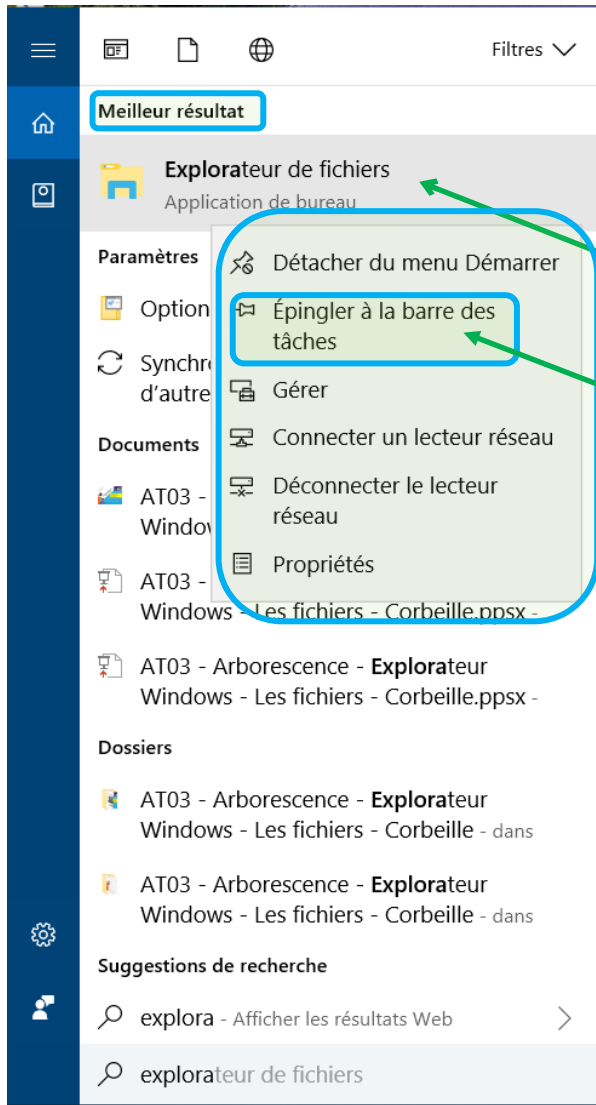 Filtres
Meilleur résultat
Explorateur de fichiers
Application de bureau
Paramètres
Détacher du menu Démarrer
Option
Épingler à la barre des
tâches
Synchr
d'autre
Gérer
Documents
Connecter un lecteur réseau
AT03 -
Déconnecter le lecteur
Window
réseau
AT03 -
Propriétés
Windows - Les fichiers - Corbeille.ppsx -
AT03 - Arborescence - Explorateur
Windows - Les fichiers - Corbeille.ppsx -
Dossiers
AT03 - Arborescence - Explorateur
Windows - Les fichiers - Corbeille - dans
AT03 - Arborescence - Explorateur
Windows - Les fichiers - Corbeille - dans
Suggestions de recherche
explora - Afficher les résultats Web
explorateur de fichiers